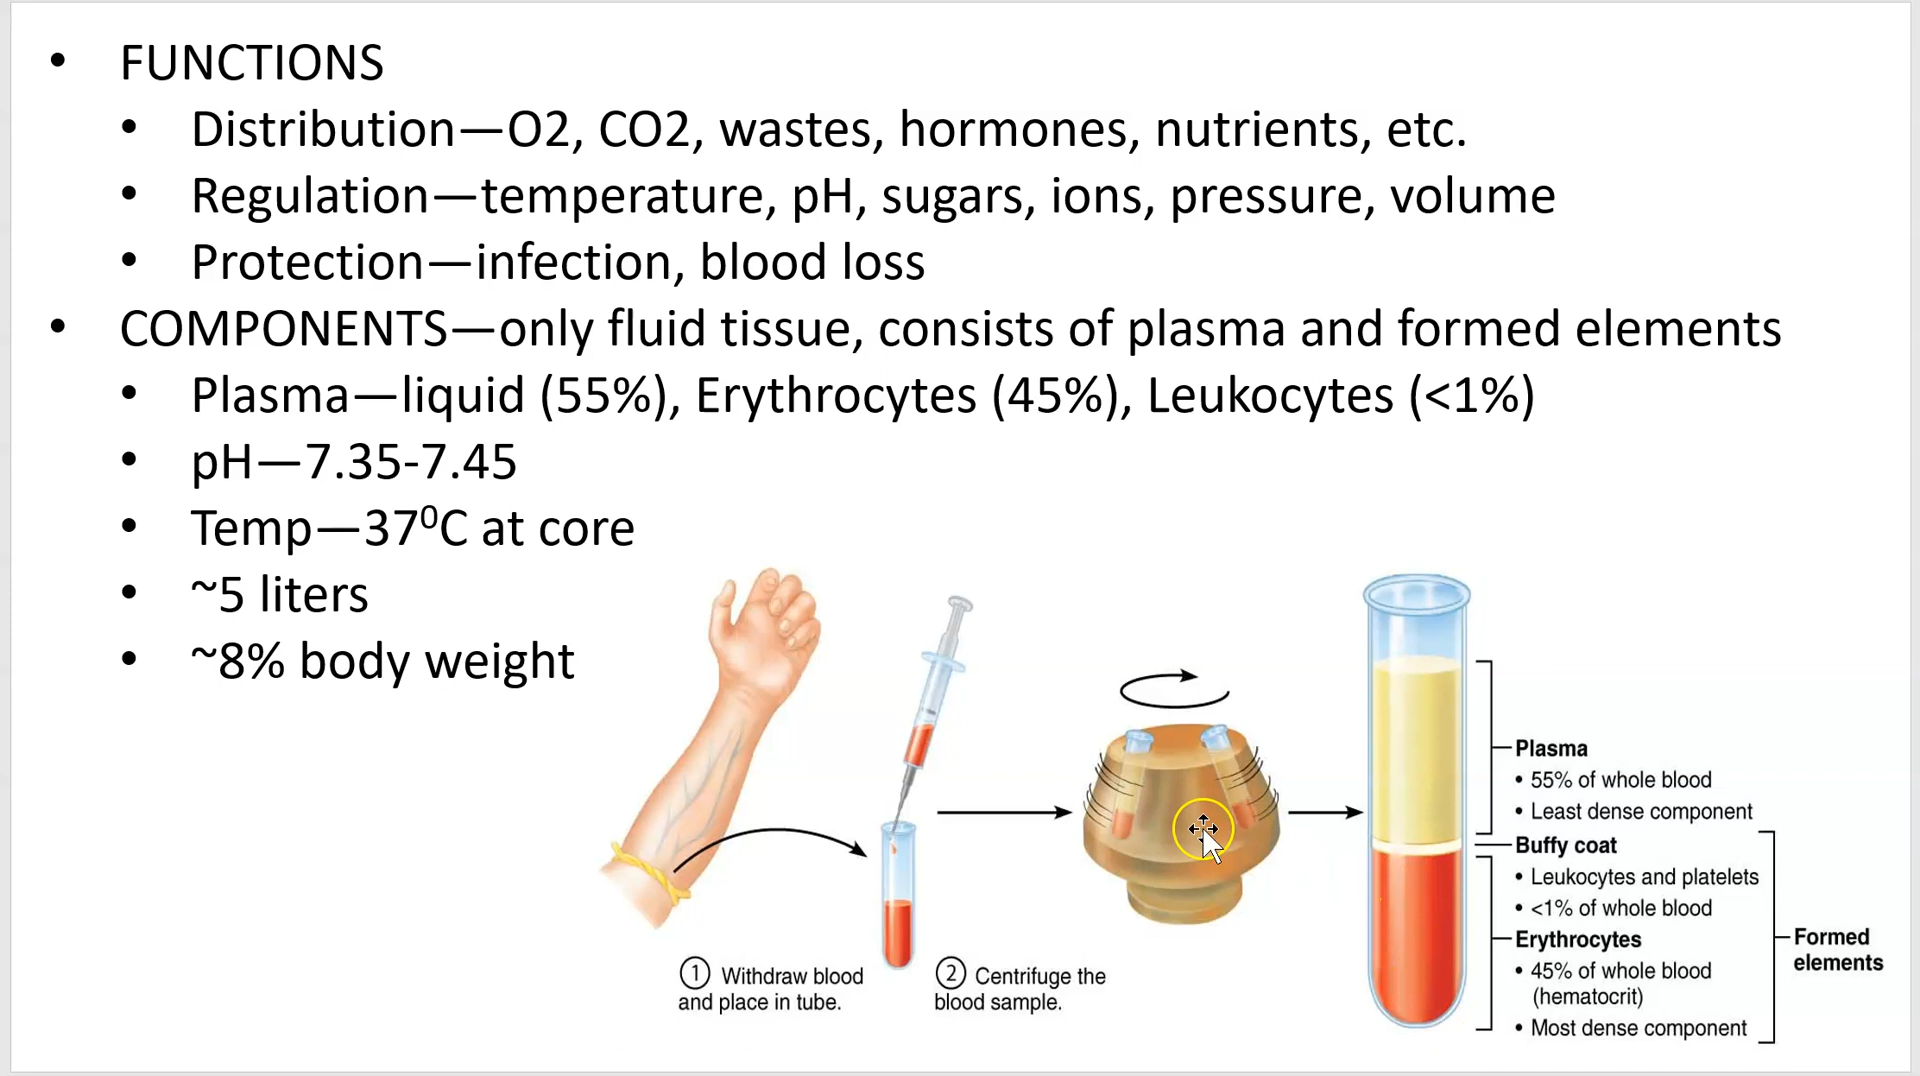 • FUNCTIONS
• Distribution—O2, CO2, wastes, hormones, nutrients, etc.
• Regulation—temperature, pH, sugars, ions, pressure, volume
• Protection—infection, blood loss
• COMPONENTS—only fluid tissue, consists of plasma and formed elements
• Plasma—liquid (55%), Erythrocytes (45%), Leukocytes (<1%)
• pH—7.35-7.45
• Temp—37⁰C at core
• ~5 liters
• ~8% body weight
① Withdraw blood
and place in tube.
② Centrifuge the
blood sample.
Plasma
• 55% of whole blood
• Least dense component
Buffy coat
• Leukocytes and platelets
• <1% of whole blood
Erythrocytes
• 45% of whole blood
(hematocrit)
• Most dense component
Formed
elements